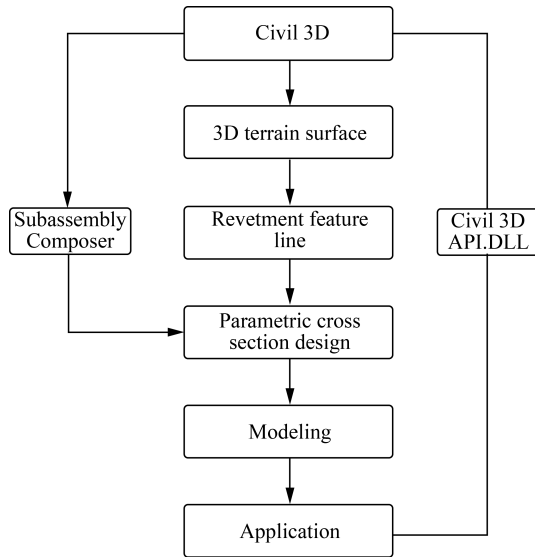 Civil 3D
3D terrain surface
Subassembly
Composer
Revetment feature
line
Civil 3D
API.DLL
Parametric cross
section design
Modeling
Application